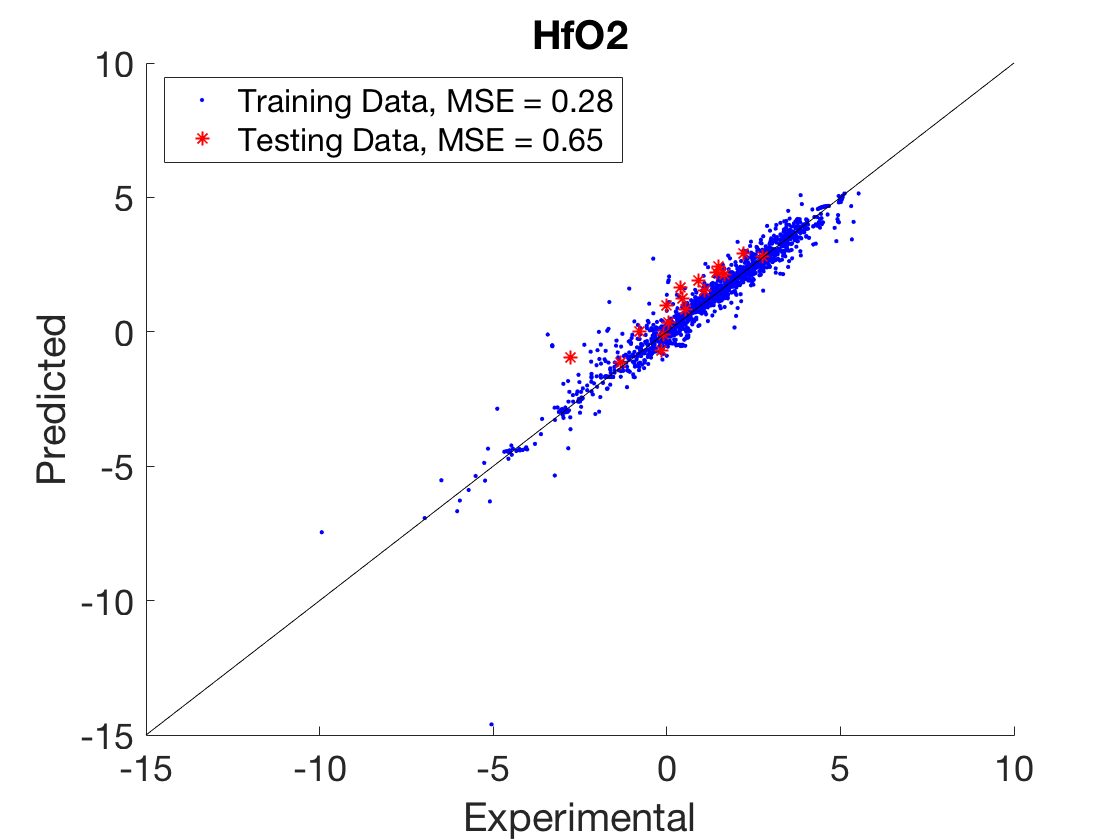 HfO2
Training Data, MSE = 0.28
Testing Data, MSE = 0.65
10
5
0
-5
-10
-15
Predicted
-15 -10 -5 0 5 10
Experimental